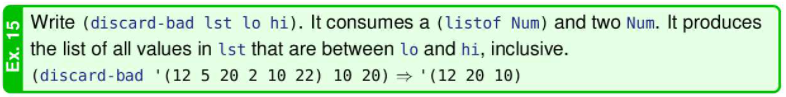 Ex. 15
Write (discard-bad lst lo hi). It consumes a (listof Num) and two Num. It produces
the list of all values in lst that are between lo and hi, inclusive.
(discard-bad '(12 5 20 2 10 22) 10 20) ⇒ '(12 20 10)